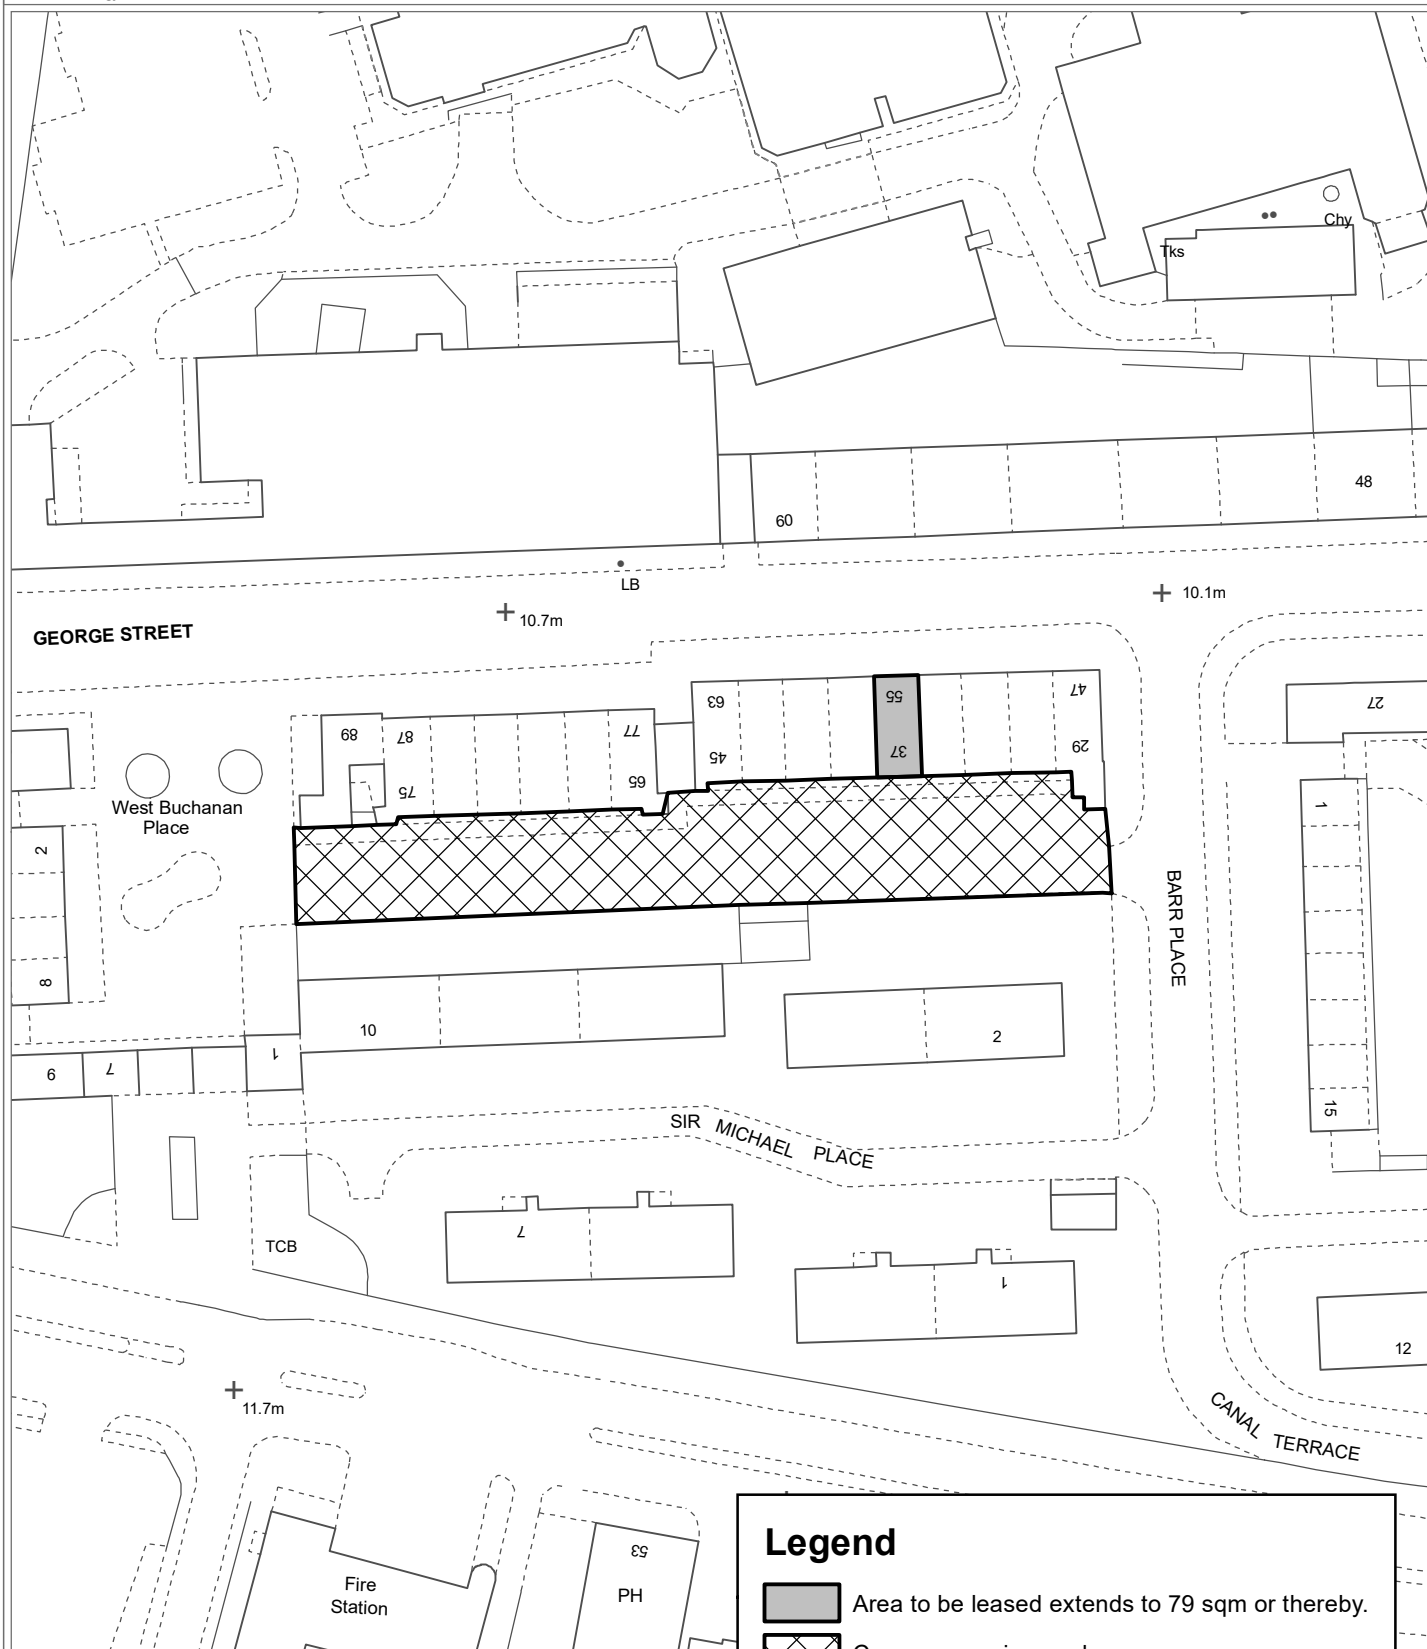 Chy
Tks
48
60
LB
10.1m
10.7m
GEORGE STREET
63
55
47
27
89
87
77
45
37
29
75
65
West Buchanan
Place
2
8
1
15
BARR PLACE
10
2
1
7
6
SIR MICHAEL PLACE
7
TCB
1
12
11.7m
CANAL TERRACE
53
PH
Fire
Station
Legend
Area to be leased extends to 79 sqm or thereby.